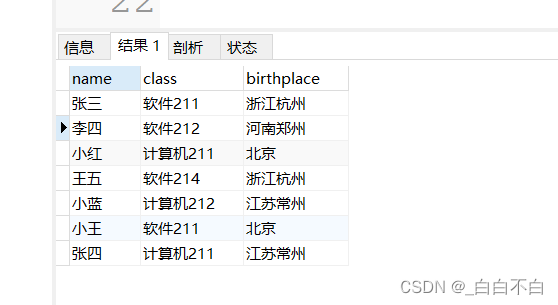 22
信息 结果 1 剖析 状态
name class birthplace
张三 软件211 浙江杭州
李四 软件212 河南郑州
小红 计算机211 北京
王五 软件214 浙江杭州
小蓝 计算机212 江苏常州
小王 软件211 北京
张四 计算机211 江苏常州
CSDN @_白白不白